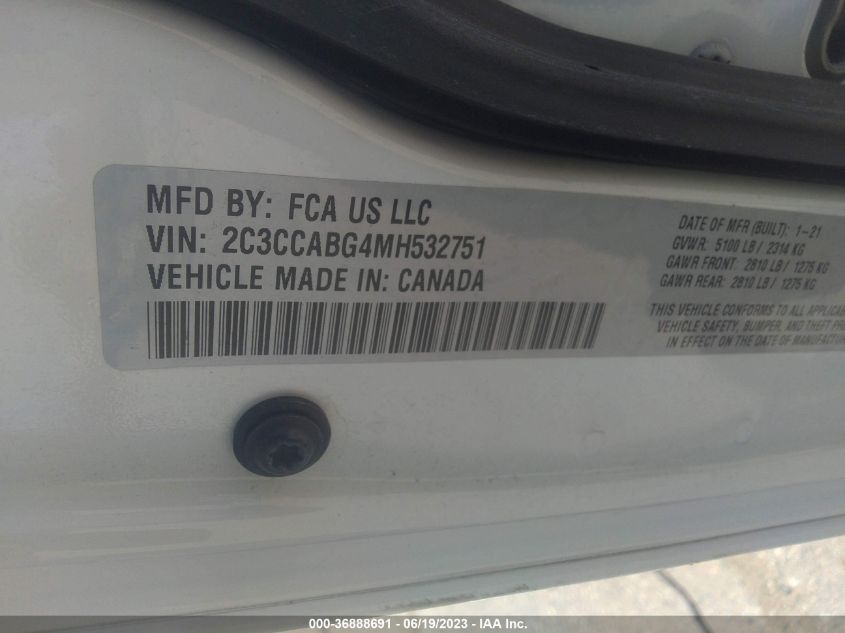 MFD BY: FCA US LLC
VIN: 2C3CCABG4MH532751
VEHICLE MADE IN: CANADA
DATE OF MFR (BUILT): 1-21
GVWR: 5100 LB / 2314 KG
GAWR FRONT: 2810 LB / 1275 KG
GAWR REAR: 2810 LB / 1275 KG
THIS VEHICLE CONFORMS TO ALL
VEHICLE SAFETY, BUMPER, AND THEFT
IN EFFECT ON THE DATE OF
000-36888691 - 06/19/2023 - IAA Inc.